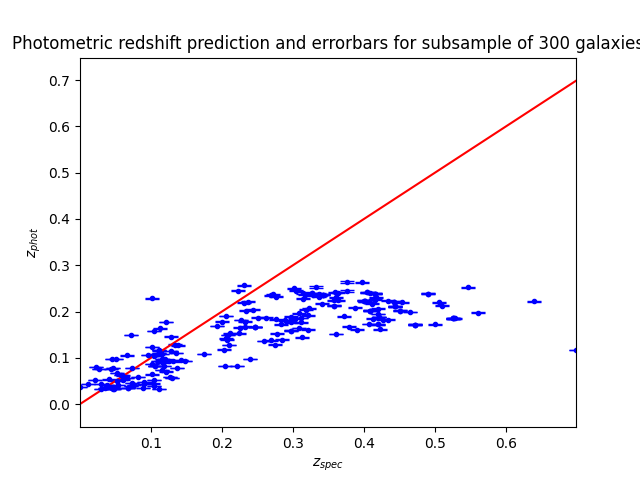 Photometric redshift prediction and errorbars for subsample of 300 galaxies
0.7
0.6
0.5
0.4
0.3
0.2
0.1
0.0
z_phot
0.1 0.2 0.3 0.4 0.5 0.6
z_spec